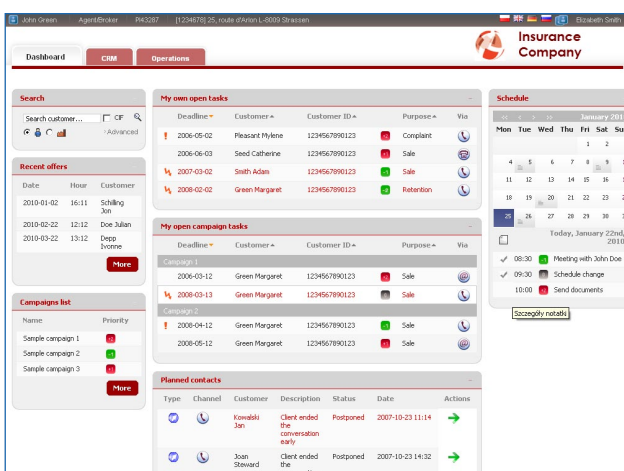 John Green Agent/Broker PI43287 [1234678] 25, route d'Arlon L-8009 Strassen Elizabeth Smith
Insurance
Company
Dashboard CRM Operations
Search
Search customer... CIF
Advanced
Recent offers
Date Hour Customer
2010-01-02 16:11 Schilling
Jon
2010-02-22 12:12 Doe Julian
2010-03-22 13:12 Depp
Ivonne
More
Campaigns list
Name Priority
Sample campaign 1
Sample campaign 2
Sample campaign 3
More
My own open tasks
Deadline Customer Customer ID Purpose Via
2006-05-02 Pleasant Mylene 1234567890123 Complaint
2006-06-03 Seed Catherine 1234567890123 Sale
2007-03-02 Smith Adam 1234567890123 Sale
2008-02-02 Green Margaret 1234567890123 Retention
My open campaign tasks
Deadline Customer Customer ID Purpose Via
Campaign 1
2006-03-12 Green Margaret 1234567890123 Sale
2008-03-13 Green Margaret 1234567890123 Sale
Campaign 2
2008-04-12 Green Margaret 1234567890123 Sale
2008-05-12 Green Margaret 1234567890123 Sale
Planned contacts
Type Channel Customer Description Status Date Actions
Kowalski Client ended Postponed 2007-10-23 11:14
Jan the
conversation
early
Joan Client ended Postponed 2007-10-23 14:32
Steward the
Schedule
January 2010
Mon Tue Wed Thu Fri Sat Sun
1 2
4 5 6 7 8 9
11 12 13 14 15 16
18 19 20 21 22 23
25 26 27 28 29 30
Today, January 22nd,
2010
08:30 Meeting with John Doe
09:30 Schedule change
10:00 Send documents
Szczegóły notatki